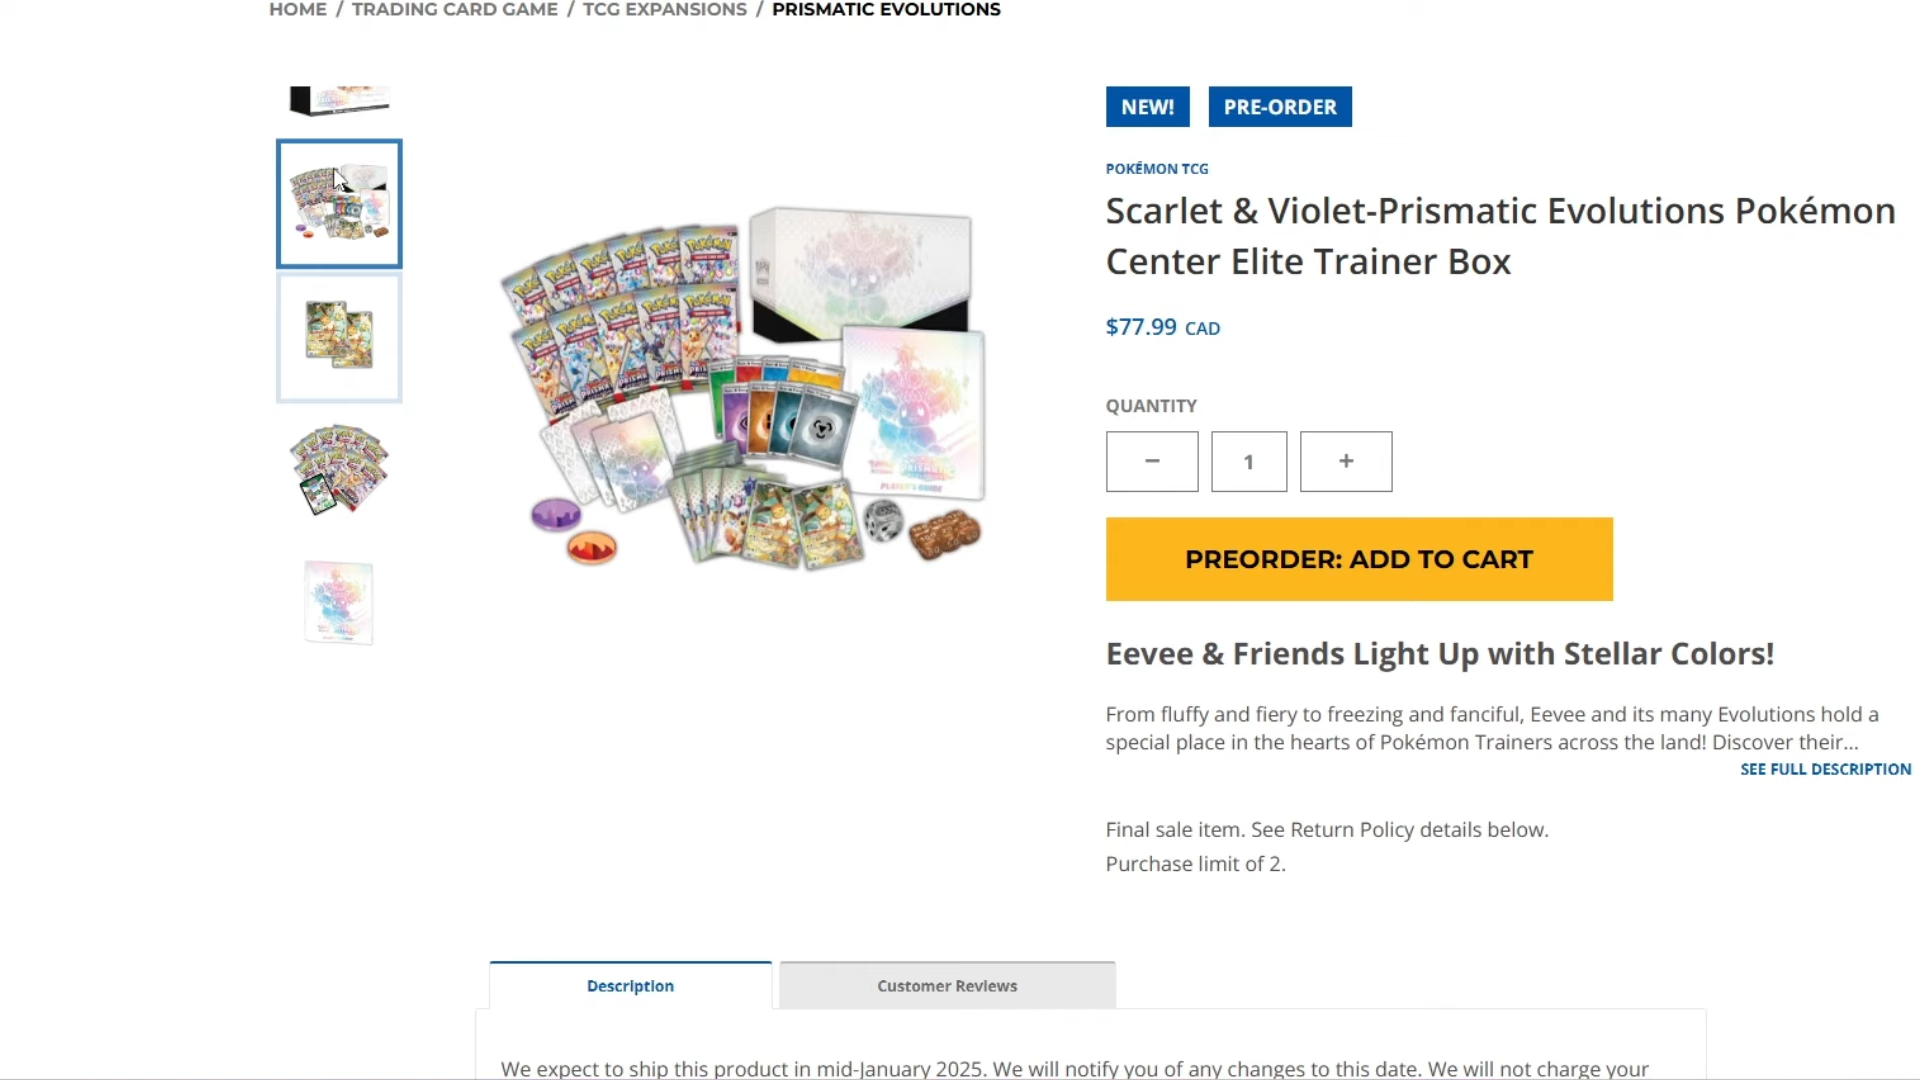 HOME / TRADING CARD GAME / TCG EXPANSIONS / PRISMATIC EVOLUTIONS
NEW!
PRE-ORDER
POKÉMON TCG
Scarlet & Violet-Prismatic Evolutions Pokémon
Center Elite Trainer Box
$77.99 CAD
QUANTITY
− 1 +
PREORDER: ADD TO CART
Eevee & Friends Light Up with Stellar Colors!
From fluffy and fiery to freezing and fanciful, Eevee and its many Evolutions hold a
special place in the hearts of Pokémon Trainers across the land! Discover their...
SEE FULL DESCRIPTION
Final sale item. See Return Policy details below.
Purchase limit of 2.
Description
Customer Reviews
We expect to ship this product in mid-January 2025. We will notify you of any changes to this date. We will not charge your